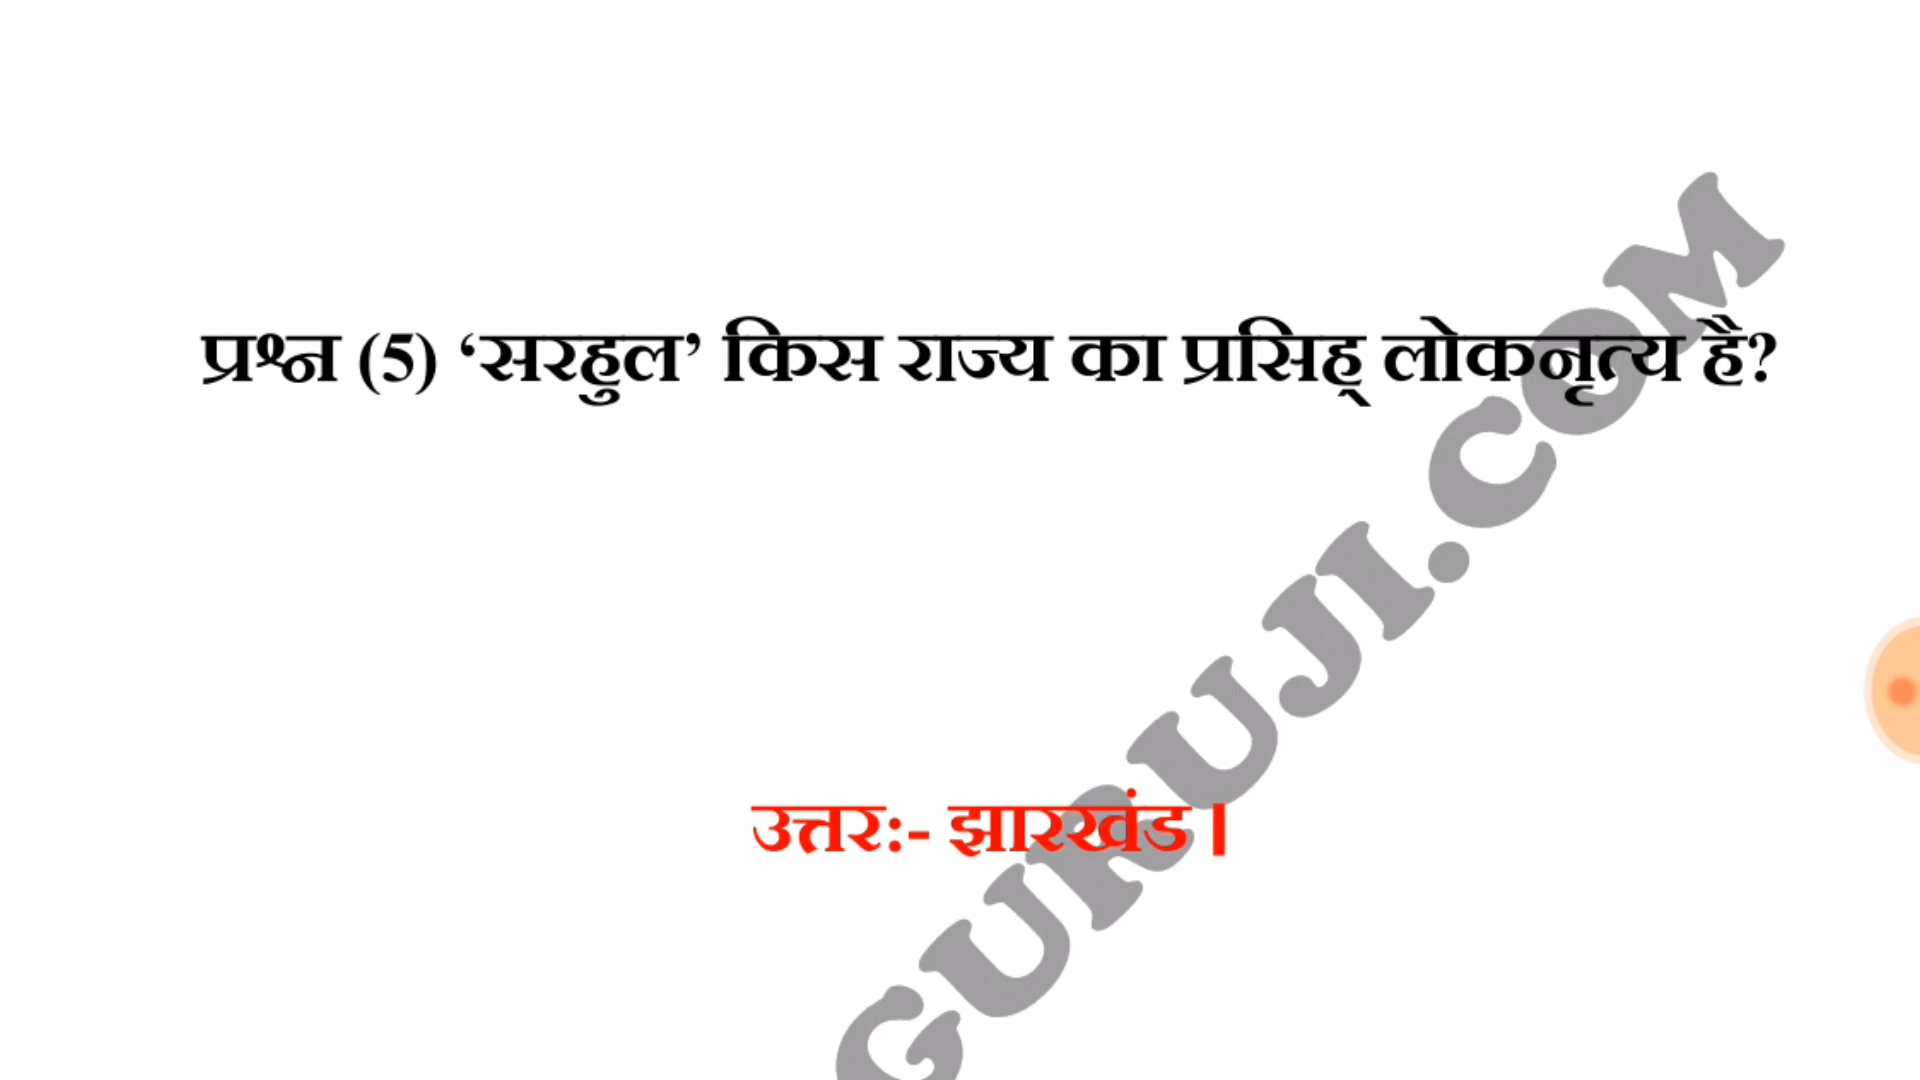 प्रश्न (5) ‘सरहुल’ किस राज्य का प्रसिह् लोकनृत्य है?
उत्तरः- झारखंड।
GURUJI.COM